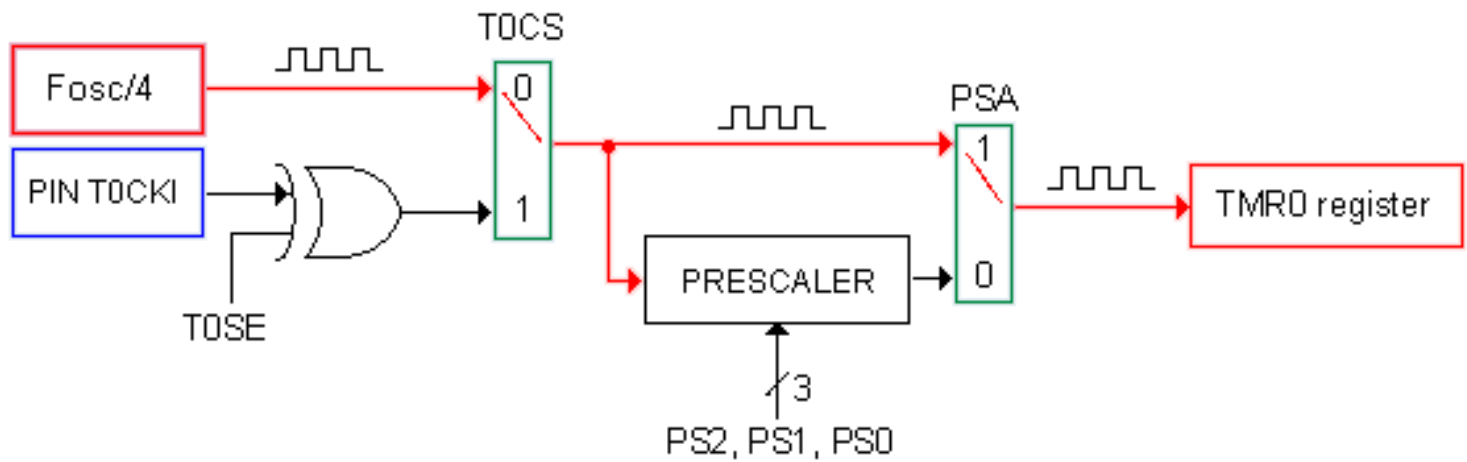 T0CS
Fosc/4
0
PSA
1
PIN T0CKI
TMR0 register
1
PRESCALER
0
T0SE
3
PS2, PS1, PS0